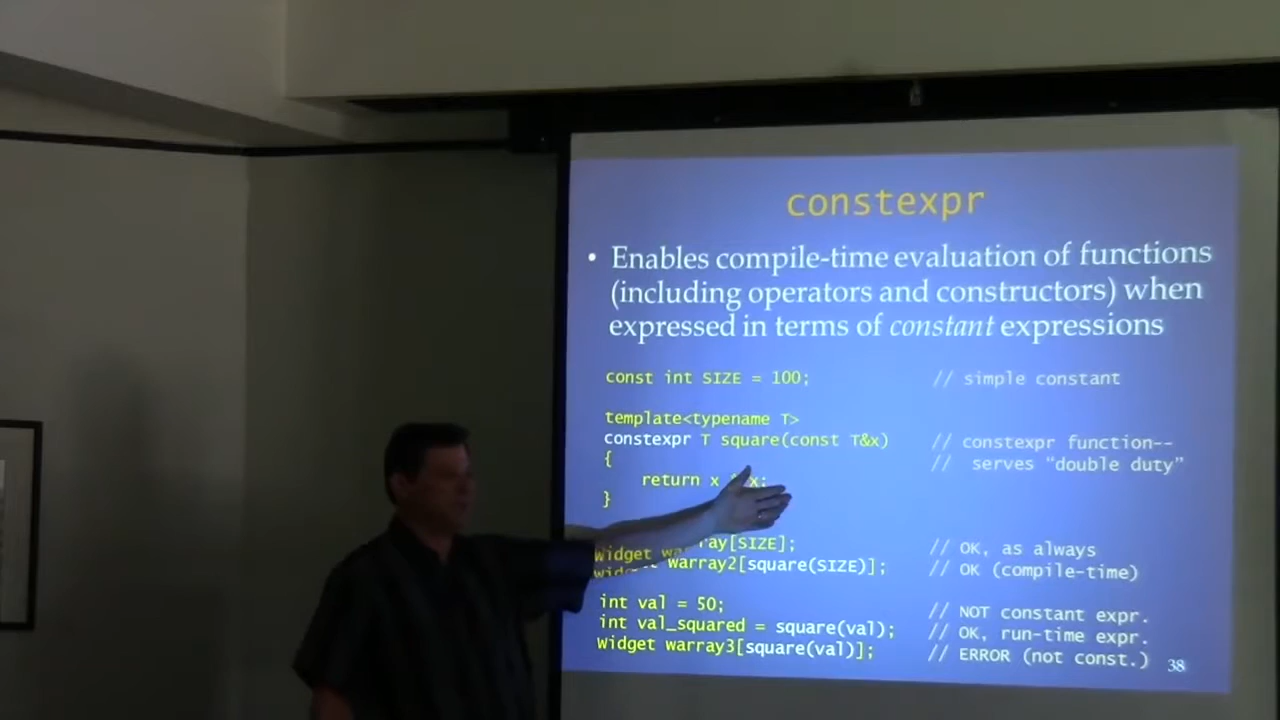 constexpr
• Enables compile-time evaluation of functions
(including operators and constructors) when
expressed in terms of constant expressions
const int SIZE = 100; // simple constant
template<typename T>
constexpr T square(const T&x) // constexpr function--
{ // serves “double duty”
return x * x;
}
Widget warray[SIZE]; // OK, as always
Widget warray2[square(SIZE)]; // OK (compile-time)
int val = 50; // NOT constant expr.
int val_squared = square(val); // OK, run-time expr.
Widget warray3[square(val)]; // ERROR (not const.)
38